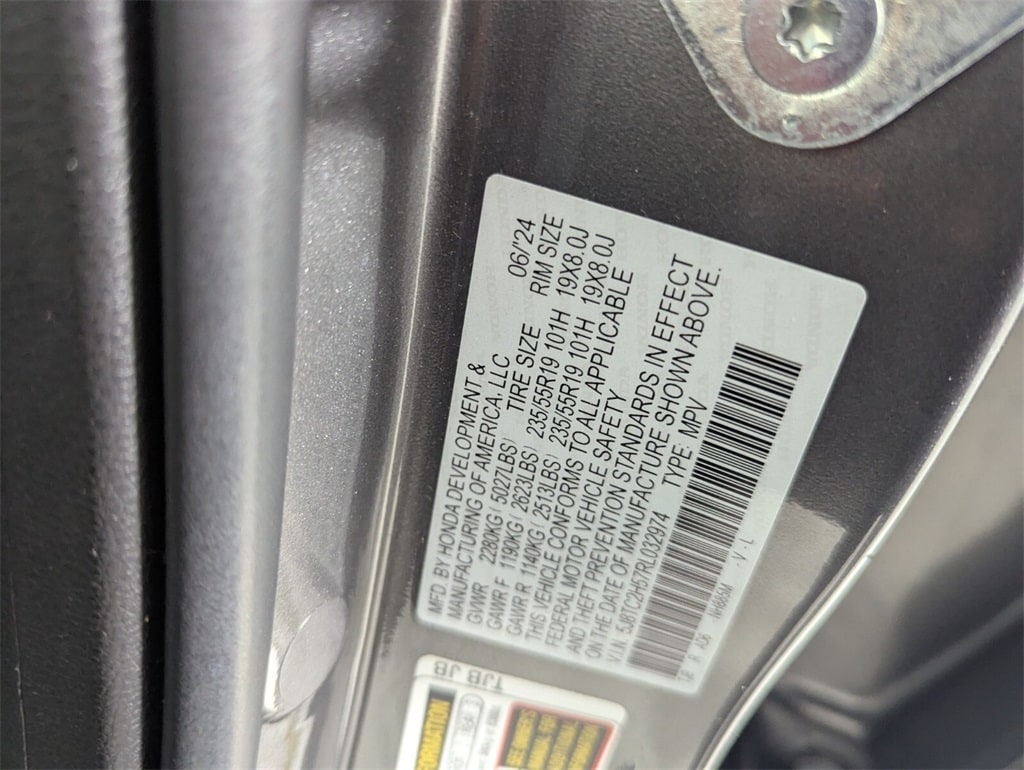 MFD. BY HONDA DEVELOPMENT &
MANUFACTURING OF AMERICA, LLC 06/'24
GVWR 2280KG (5027LBS) TIRE SIZE RIM SIZE
GAWR F 1190KG (2623LBS) 235/55R19 101H 19X8.0J
GAWR R 1140KG (2513LBS) 235/55R19 101H 19X8.0J
THIS VEHICLE CONFORMS TO ALL APPLICABLE
FEDERAL MOTOR VEHICLE SAFETY
AND THEFT PREVENTION STANDARDS IN EFFECT
ON THE DATE OF MANUFACTURE SHOWN ABOVE.
V.I.N. 5J8TC2H57RL032974 TYPE: MPV
A06 V-L
TJB JB